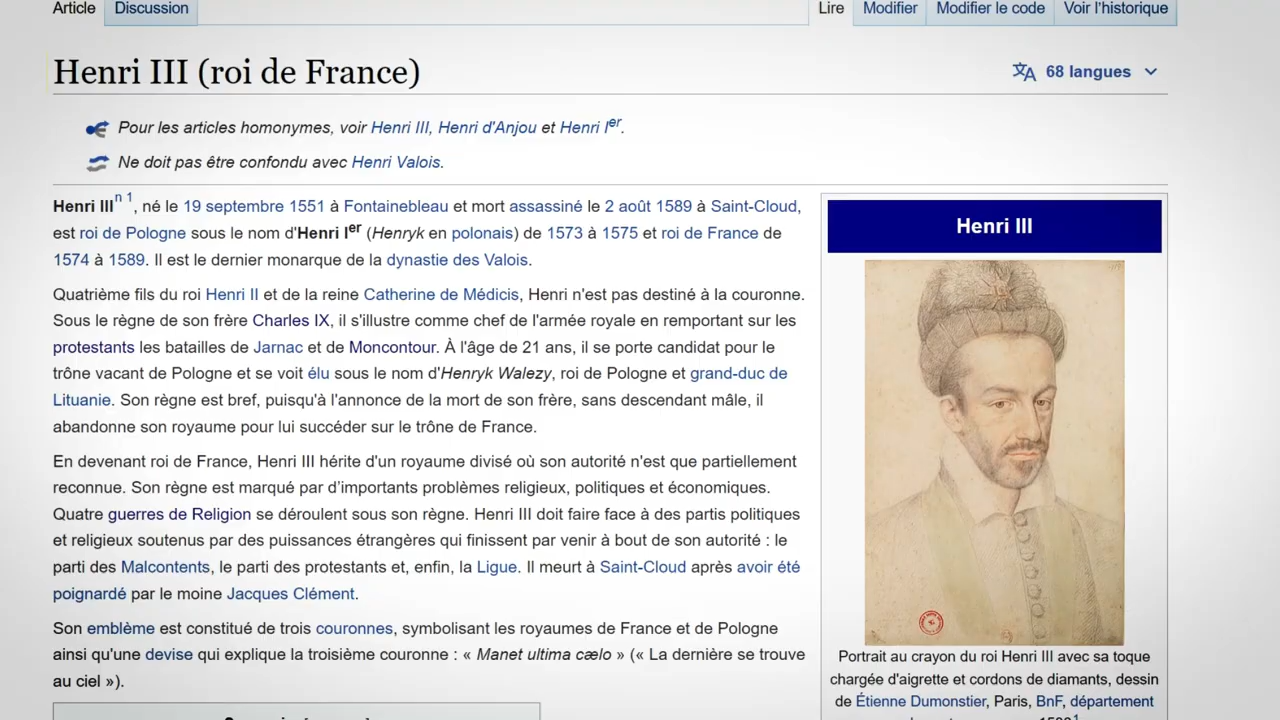 Article
Discussion
Lire
Modifier
Modifier le code
Voir l'historique
Henri III (roi de France)
68 langues
Pour les articles homonymes, voir Henri III, Henri d'Anjou et Henri Ier.
Ne doit pas être confondu avec Henri Valois.
Henri III n 1, né le 19 septembre 1551 à Fontainebleau et mort assassiné le 2 août 1589 à Saint-Cloud,
est roi de Pologne sous le nom d'Henri Ier (Henryk en polonais) de 1573 à 1575 et roi de France de
1574 à 1589. Il est le dernier monarque de la dynastie des Valois.
Quatrième fils du roi Henri II et de la reine Catherine de Médicis, Henri n'est pas destiné à la couronne.
Sous le règne de son frère Charles IX, il s'illustre comme chef de l'armée royale en remportant sur les
protestants les batailles de Jarnac et de Moncontour. À l'âge de 21 ans, il se porte candidat pour le
trône vacant de Pologne et se voit élu sous le nom d'Henryk Walezy, roi de Pologne et grand-duc de
Lituanie. Son règne est bref, puisqu'à l'annonce de la mort de son frère, sans descendant mâle, il
abandonne son royaume pour lui succéder sur le trône de France.
En devenant roi de France, Henri III hérite d'un royaume divisé où son autorité n'est que partiellement
reconnue. Son règne est marqué par d'importants problèmes religieux, politiques et économiques.
Quatre guerres de Religion se déroulent sous son règne. Henri III doit faire face à des partis politiques
et religieux soutenus par des puissances étrangères qui finissent par venir à bout de son autorité : le
parti des Malcontents, le parti des protestants et, enfin, la Ligue. Il meurt à Saint-Cloud après avoir été
poignardé par le moine Jacques Clément.
Son emblème est constitué de trois couronnes, symbolisant les royaumes de France et de Pologne
ainsi qu'une devise qui explique la troisième couronne : « Manet ultima cælo » (« La dernière se trouve
au ciel »).
Henri III
Portrait au crayon du roi Henri III avec sa toque
chargée d'aigrette et cordons de diamants, dessin
de Étienne Dumonstier, Paris, BnF, département